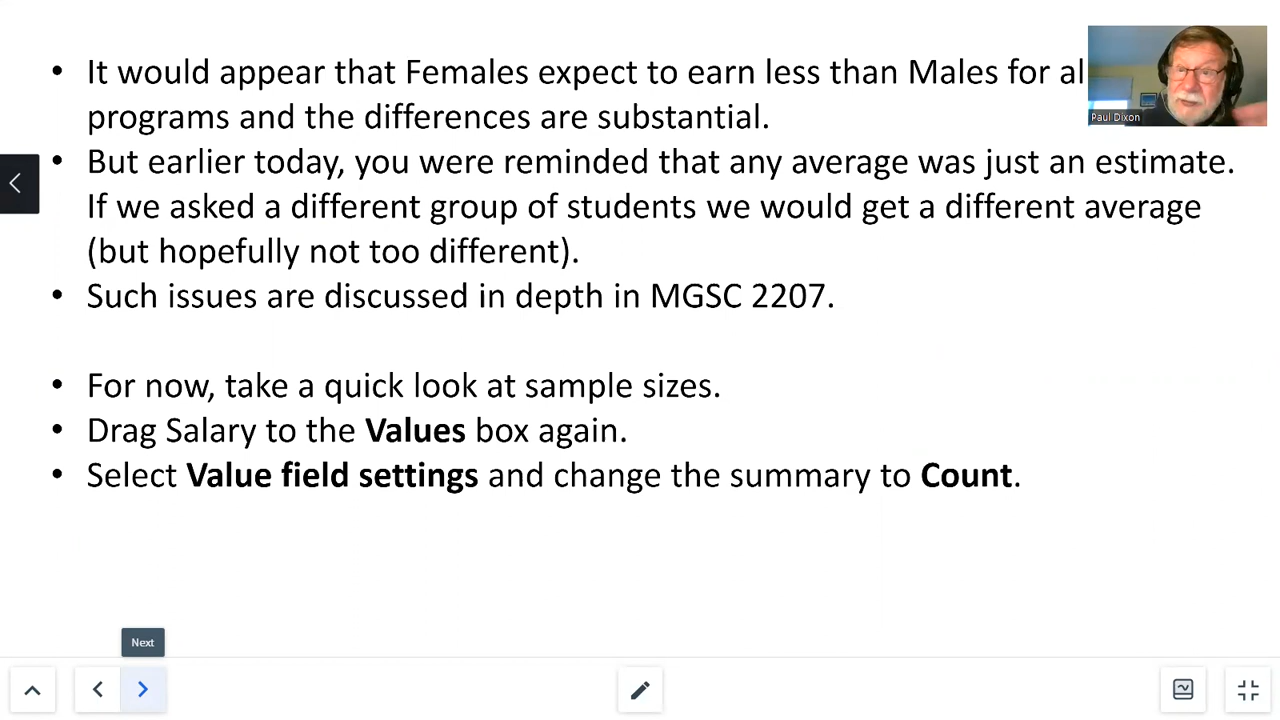 It would appear that Females expect to earn less than Males for al
programs and the differences are substantial.
But earlier today, you were reminded that any average was just an estimate.
If we asked a different group of students we would get a different average
(but hopefully not too different).
Such issues are discussed in depth in MGSC 2207.
For now, take a quick look at sample sizes.
Drag Salary to the Values box again.
Select Value field settings and change the summary to Count.
Paul Dixon
Next